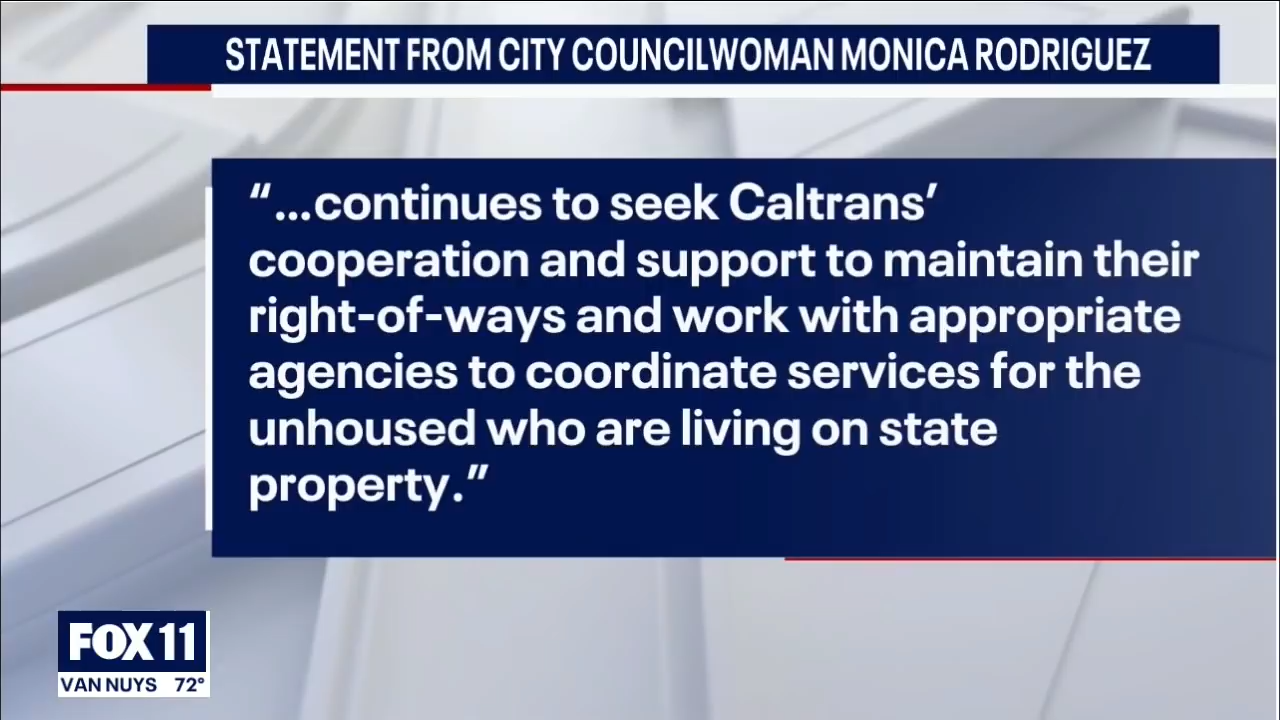 STATEMENT FROM CITY COUNCILWOMAN MONICA RODRIGUEZ
“...continues to seek Caltrans’
cooperation and support to maintain their
right-of-ways and work with appropriate
agencies to coordinate services for the
unhoused who are living on state
property.”
FOX 11
VAN NUYS 72°